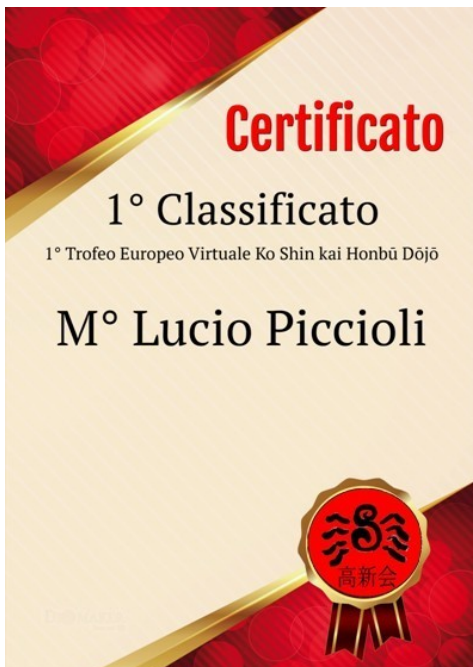 Certificato
1° Classificato
1° Trofeo Europeo Virtuale Ko Shin kai Honbū Dōjō
M° Lucio Piccioli
高新会